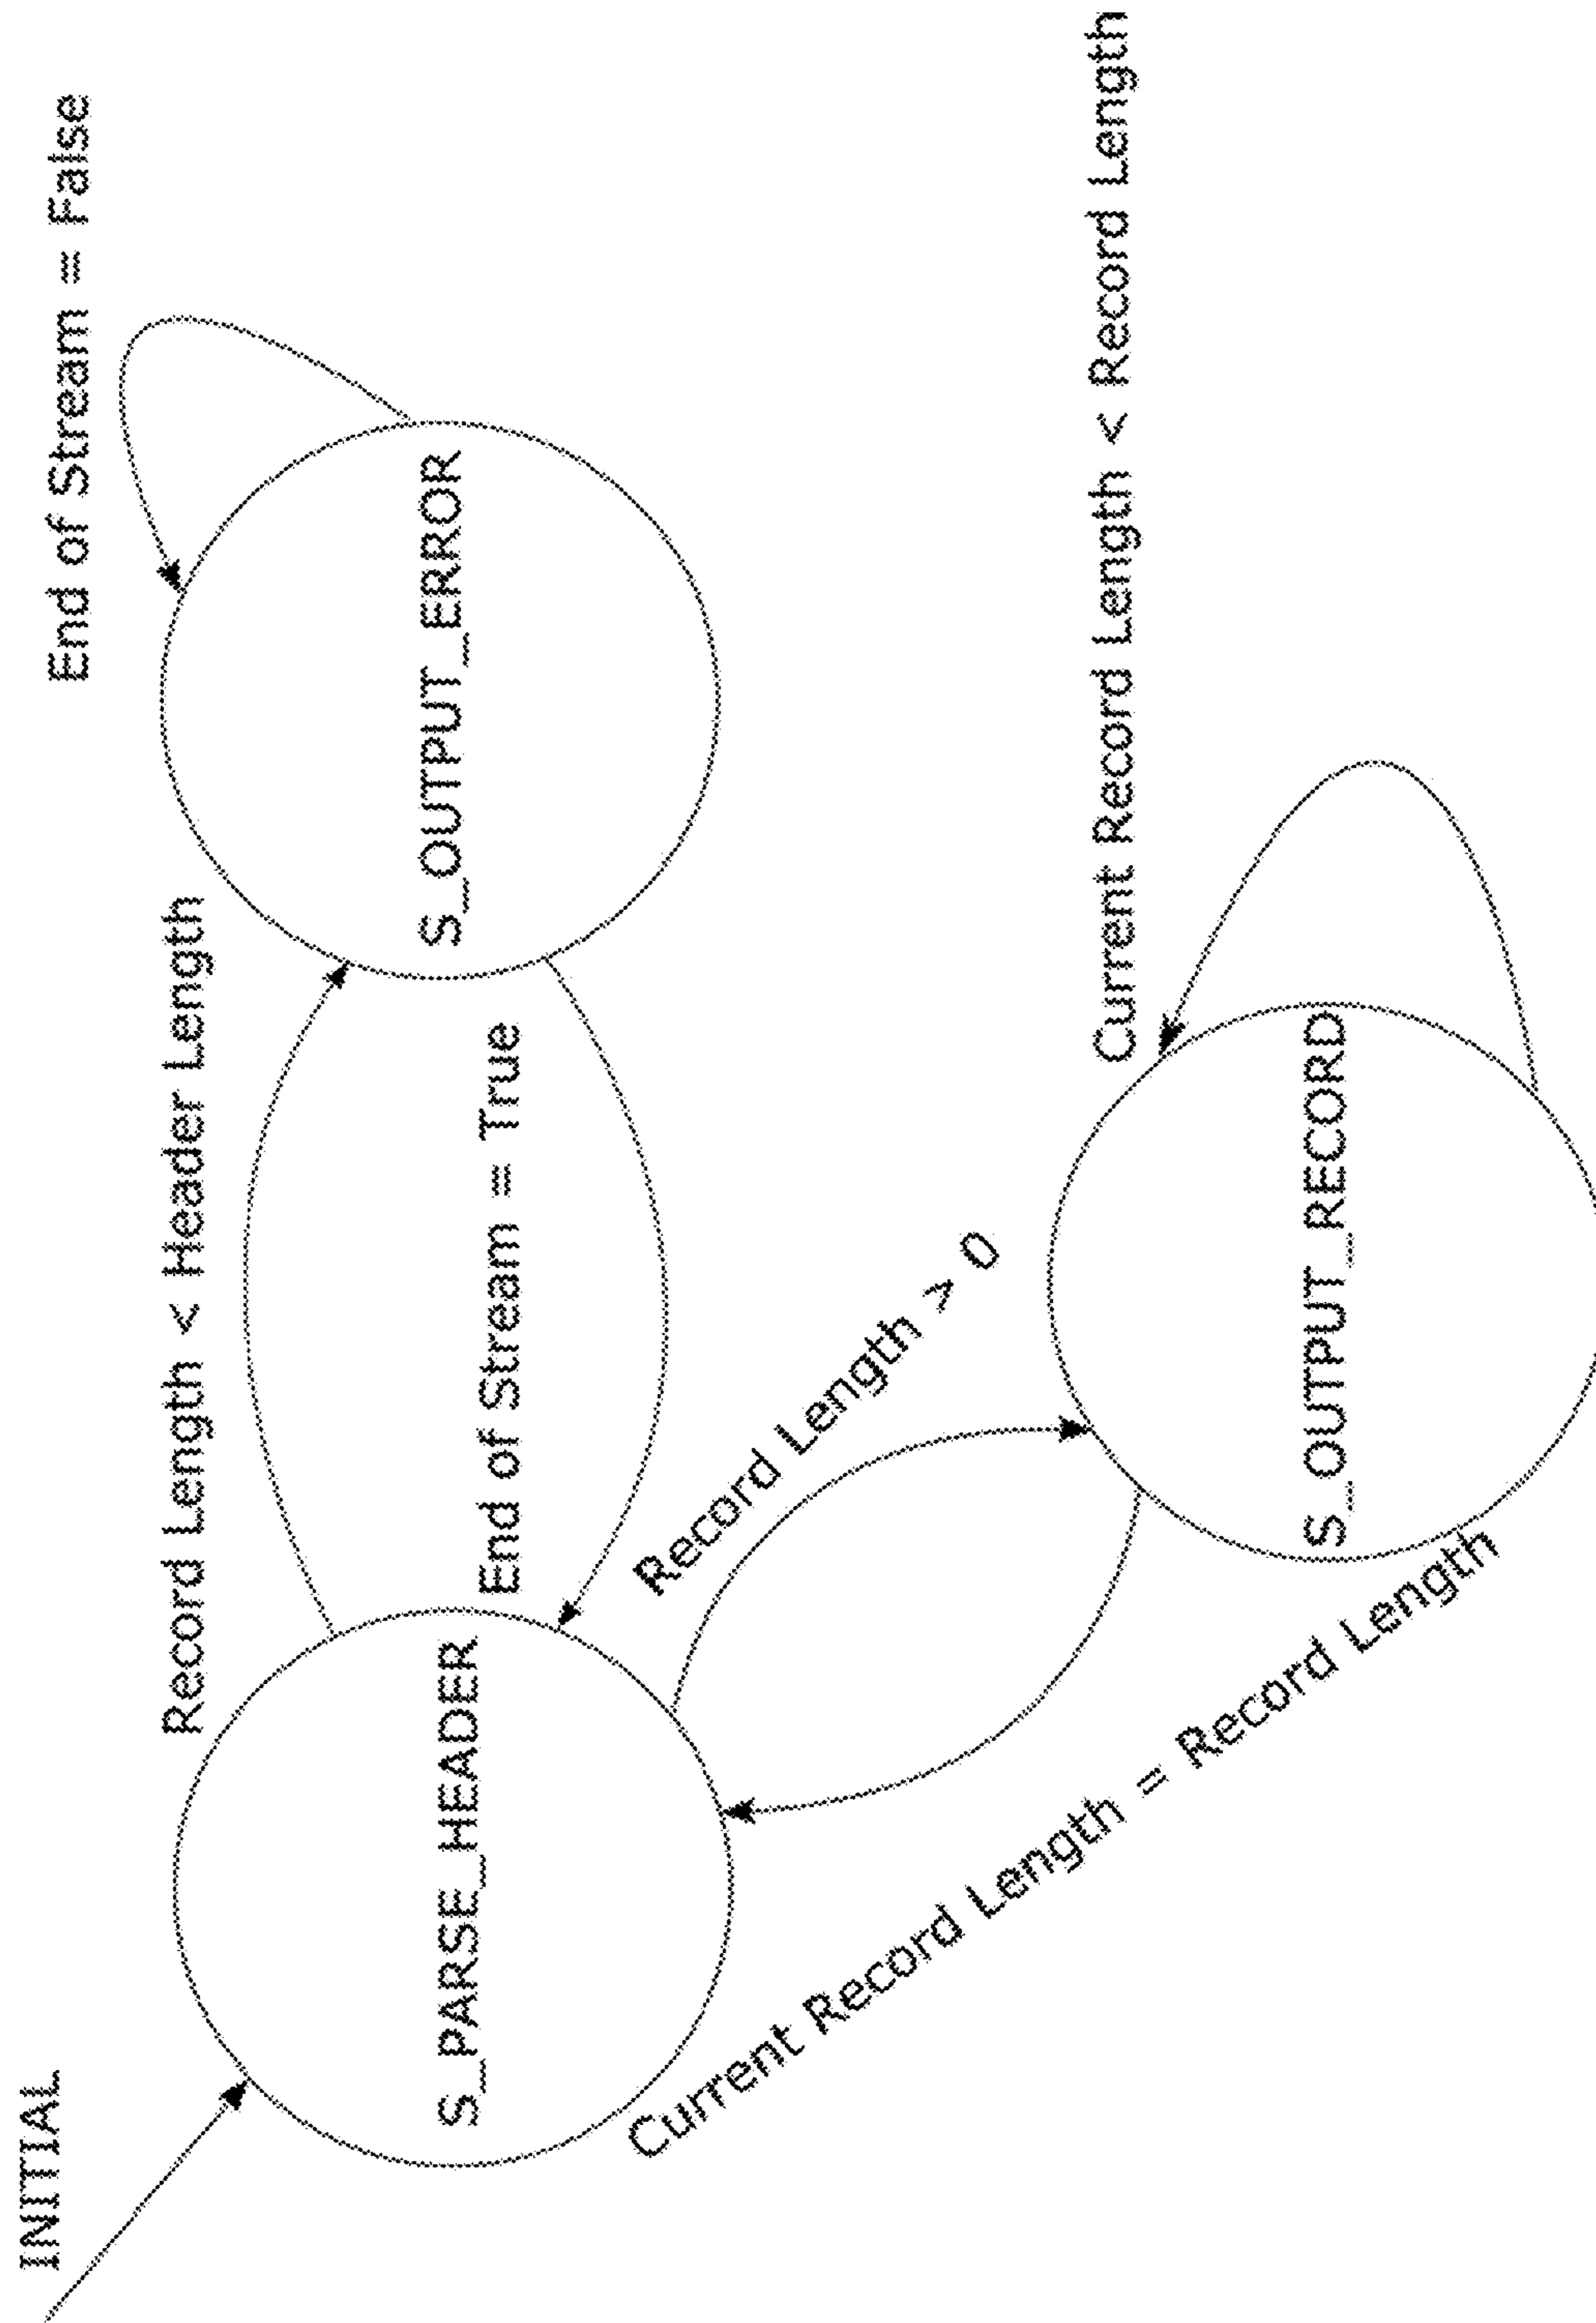 INITIAL
Record Length < Header Length
End of Stream = False
S_PARSE_HEADER
End of Stream = True
S_OUTPUT_ERROR
Record Length > 0
Current Record Length = Record Length
Current Record Length < Record Length
S_OUTPUT_RECORD